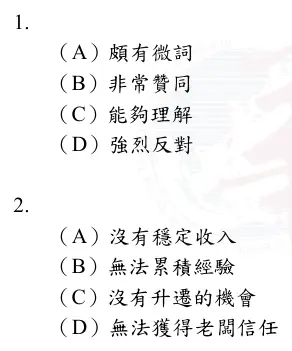 1.
（A）頗有微詞
（B）非常贊同
（C）能夠理解
（D）強烈反對
2.
（A）沒有穩定收入
（B）無法累積經驗
（C）沒有升遷的機會
（D）無法獲得老闆信任